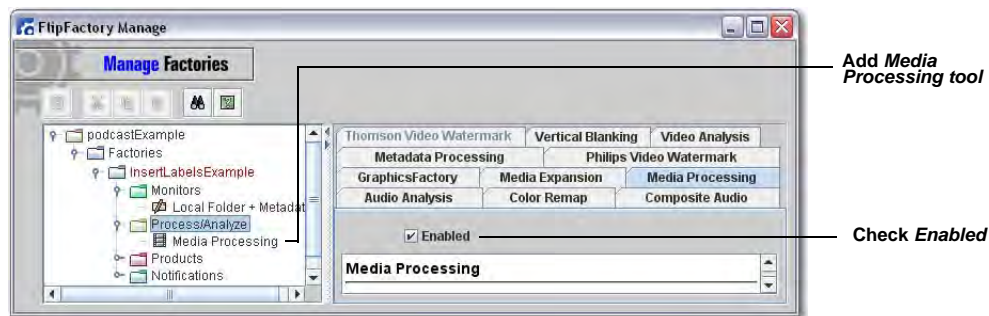 FlipFactory Manage
Manage Factories
Add Media
Processing tool
podcastExample
Factories
InsertLabelsExample
Monitors
Local Folder + Metadat
Process/Analyze
Media Processing
Products
Notifications
Thomson Video Watermark Vertical Blanking Video Analysis
Metadata Processing Philips Video Watermark
GraphicsFactory Media Expansion Media Processing
Audio Analysis Color Remap Composite Audio
Enabled
Check Enabled
Media Processing